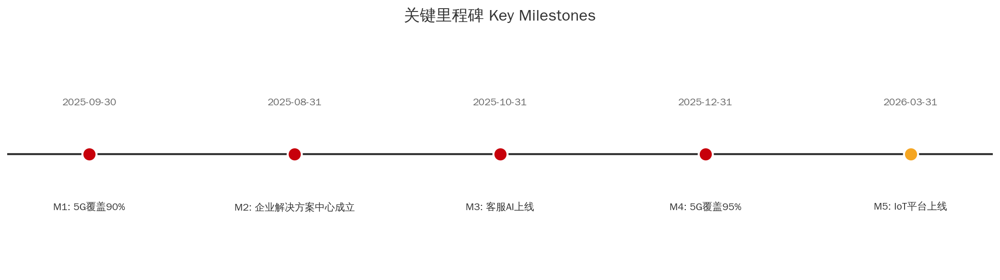 关键里程碑 Key Milestones
2025-09-30
2025-08-31
2025-10-31
2025-12-31
2026-03-31
M1: 5G覆盖90%
M2: 企业解决方案中心成立
M3: 客服AI上线
M4: 5G覆盖95%
M5: IoT平台上线